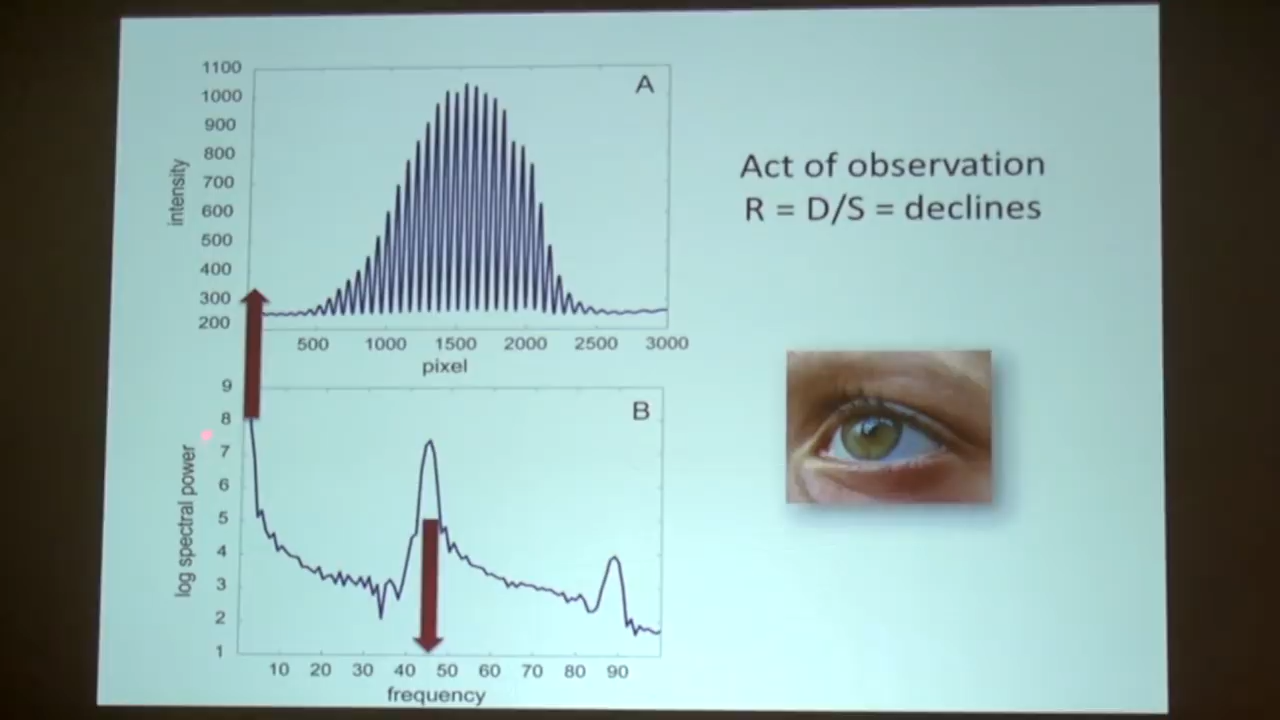 A
1100
1000
900
800
700
600
500
400
300
200
intensity
500 1000 1500 2000 2500 3000
pixel
B
9
8
7
6
5
4
3
2
1
log spectral power
10 20 30 40 50 60 70 80 90
frequency
Act of observation
R = D/S = declines